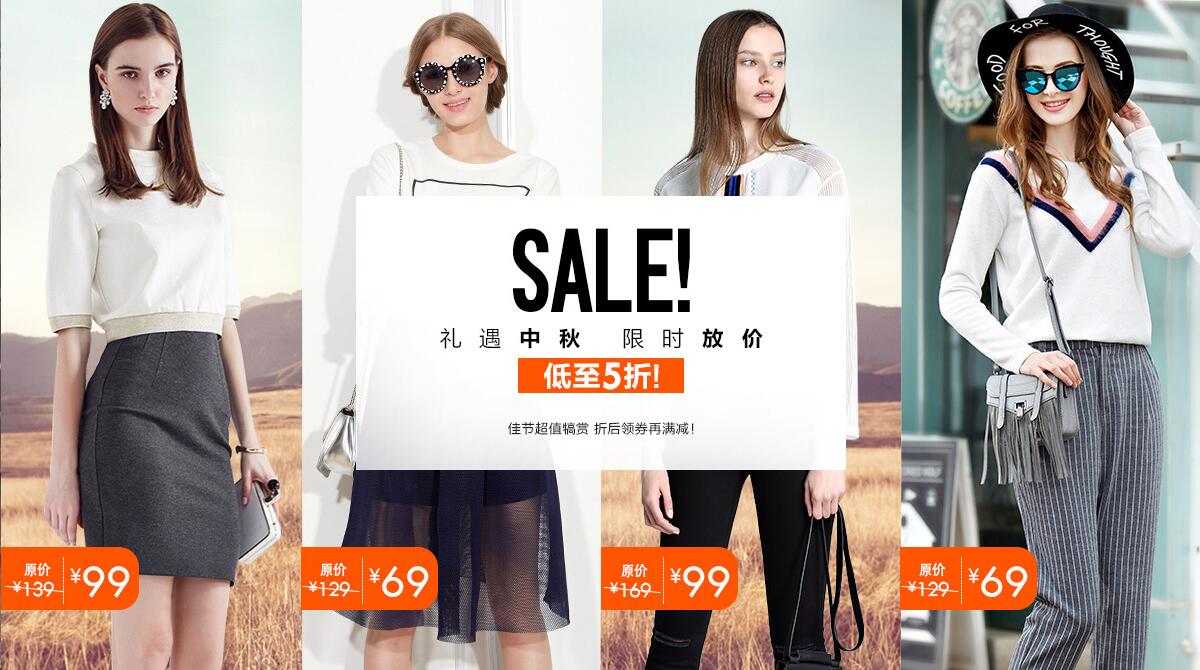 FOOD FOR THOUGHT
COFFEE
SALE!
礼遇中秋 限时放价
低至5折!
佳节超值犒赏 折后领券再满减!
原价
¥139
¥99
原价
¥129
¥69
原价
¥169
¥99
原价
¥129
¥69